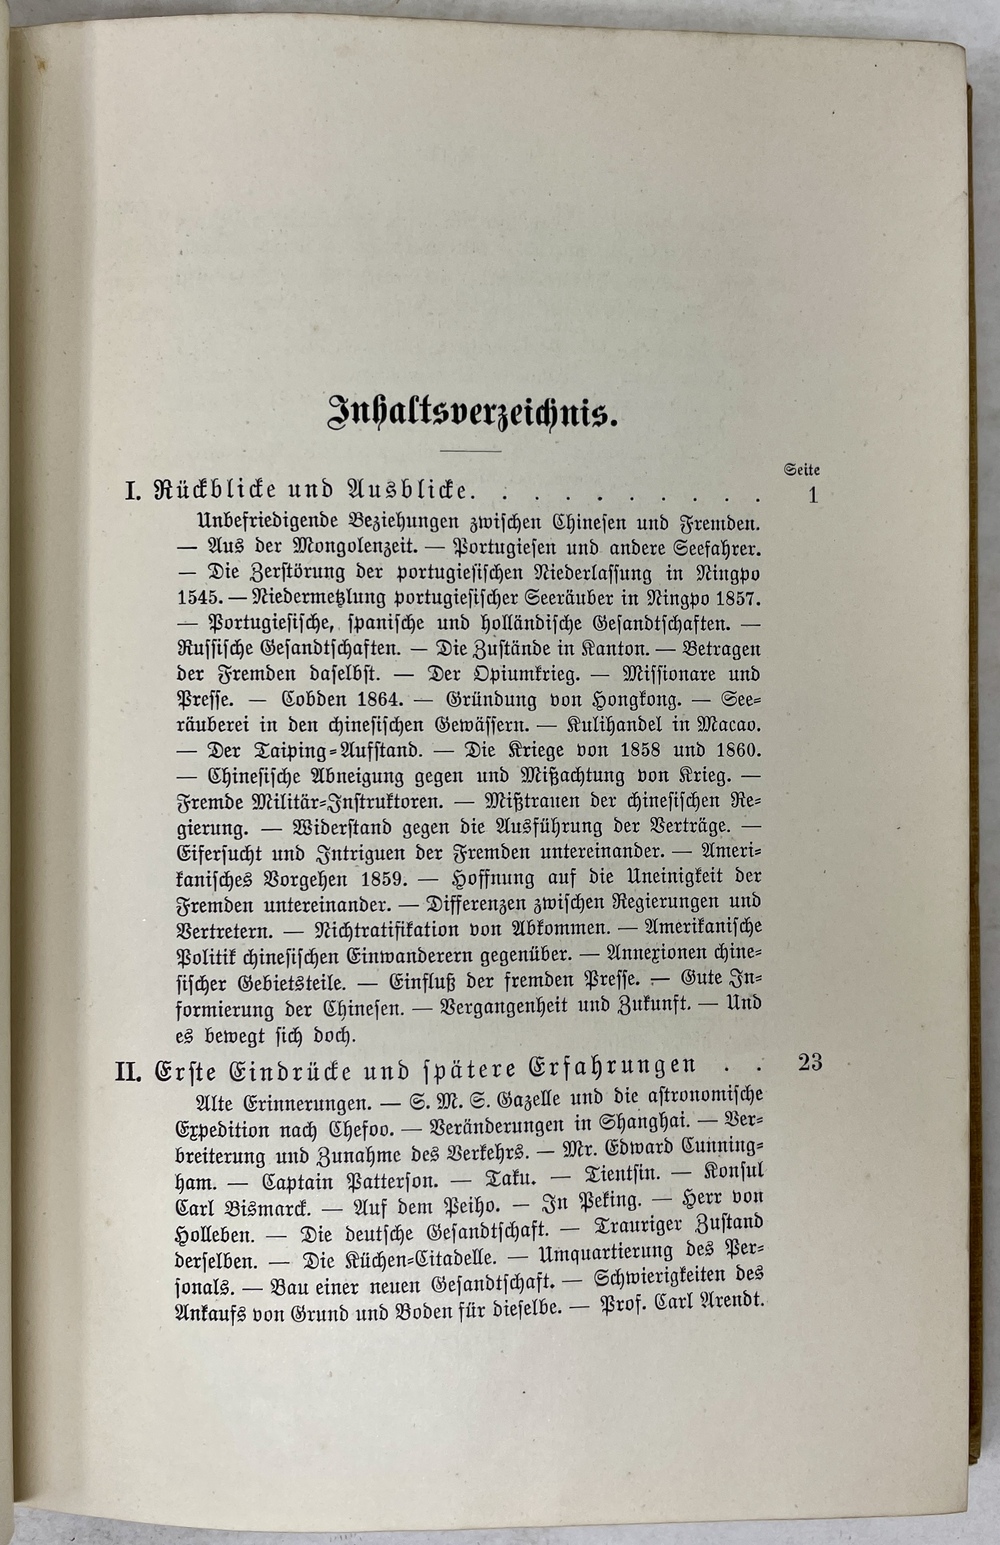 Inhaltsverzeichnis.
Seite
I. Rückblicke und Ausblicke. . . . . . . . . . 1
Unbefriedigende Beziehungen zwischen Chinesen und Fremden.
— Aus der Mongolenzeit. — Portugiesen und andere Seefahrer.
— Die Zerstörung der portugiesischen Niederlassung in Ningpo
1545. — Niedermetzlung portugiesischer Seeräuber in Ningpo 1857.
— Portugiesische, spanische und holländische Gesandtschaften. —
Russische Gesandtschaften. — Die Zustände in Kanton. — Betragen
der Fremden daselbst. — Der Opiumkrieg. — Missionare und
Presse. — Cobden 1864. — Gründung von Hongkong. — See-
räuberei in den chinesischen Gewässern. — Kulihandel in Macao.
— Der Taiping-Aufstand. — Die Kriege von 1858 und 1860.
— Chinesische Abneigung gegen und Mißachtung von Krieg. —
Fremde Militär-Instruktoren. — Mißtrauen der chinesischen Re-
gierung. — Widerstand gegen die Ausführung der Verträge. —
Eifersucht und Intriguen der Fremden untereinander. — Ameri-
kanisches Vorgehen 1859. — Hoffnung auf die Uneinigkeit der
Fremden untereinander. — Differenzen zwischen Regierungen und
Vertretern. — Nichtratifikation von Abkommen. — Amerikanische
Politik chinesischen Einwanderern gegenüber. — Annexionen chine-
sischer Gebietsteile. — Einfluß der fremden Presse. — Gute In-
formierung der Chinesen. — Vergangenheit und Zukunft. — Und
es bewegt sich doch.
II. Erste Eindrücke und spätere Erfahrungen . . 23
Alte Erinnerungen. — S. M. S. Gazelle und die astronomische
Expedition nach Chefoo. — Veränderungen in Shanghai. — Ver-
breiterung und Zunahme des Verkehrs. — Mr. Edward Cunning-
ham. — Captain Patterson. — Taku. — Tientsin. — Konsul
Carl Bismarck. — Auf dem Peiho. — In Peking. — Herr von
Holleben. — Die deutsche Gesandtschaft. — Trauriger Zustand
derselben. — Die Küchen-Citadelle. — Umquartierung des Per-
sonals. — Bau einer neuen Gesandtschaft. — Schwierigkeiten des
Ankaufs von Grund und Boden für dieselbe. — Prof. Carl Arendt.